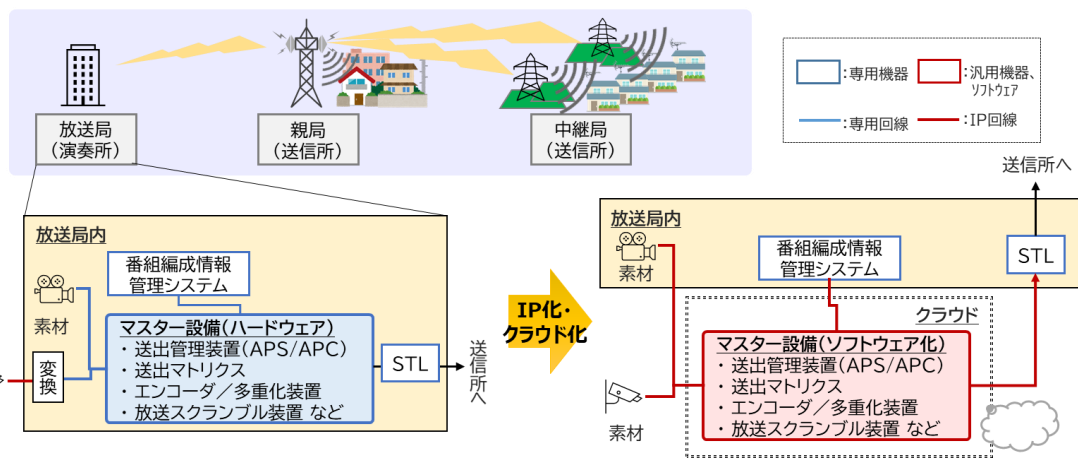 放送局
(演奏所)
親局
(送信所)
中継局
(送信所)
:専用機器
:汎用機器、
ソフトウェア
:専用回線
:IP回線
放送局内
番組編成情報
管理システム
素材
マスター設備(ハードウェア)
・送出管理装置(APS/APC)
・送出マトリクス
・エンコーダ/多重化装置
・放送スクランブル装置 など
変換
STL
送信所へ
IP化・
クラウド化
送信所へ
放送局内
素材
番組編成情報
管理システム
STL
クラウド
マスター設備(ソフトウェア化)
・送出管理装置(APS/APC)
・送出マトリクス
・エンコーダ/多重化装置
・放送スクランブル装置 など
素材